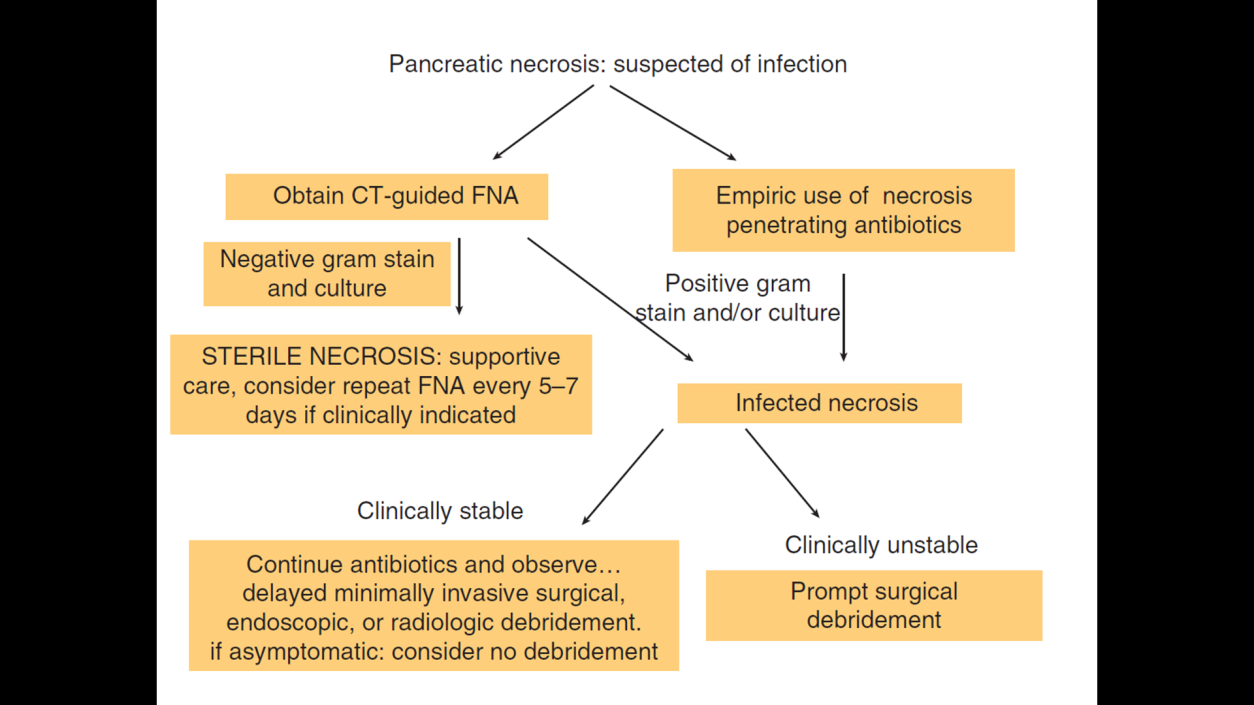 Pancreatic necrosis: suspected of infection
Obtain CT-guided FNA
Empiric use of necrosis
penetrating antibiotics
Negative gram stain
and culture
Positive gram
stain and/or culture
STERILE NECROSIS: supportive
care, consider repeat FNA every 5–7
days if clinically indicated
Infected necrosis
Clinically stable
Continue antibiotics and observe…
delayed minimally invasive surgical,
endoscopic, or radiologic debridement.
if asymptomatic: consider no debridement
Clinically unstable
Prompt surgical
debridement